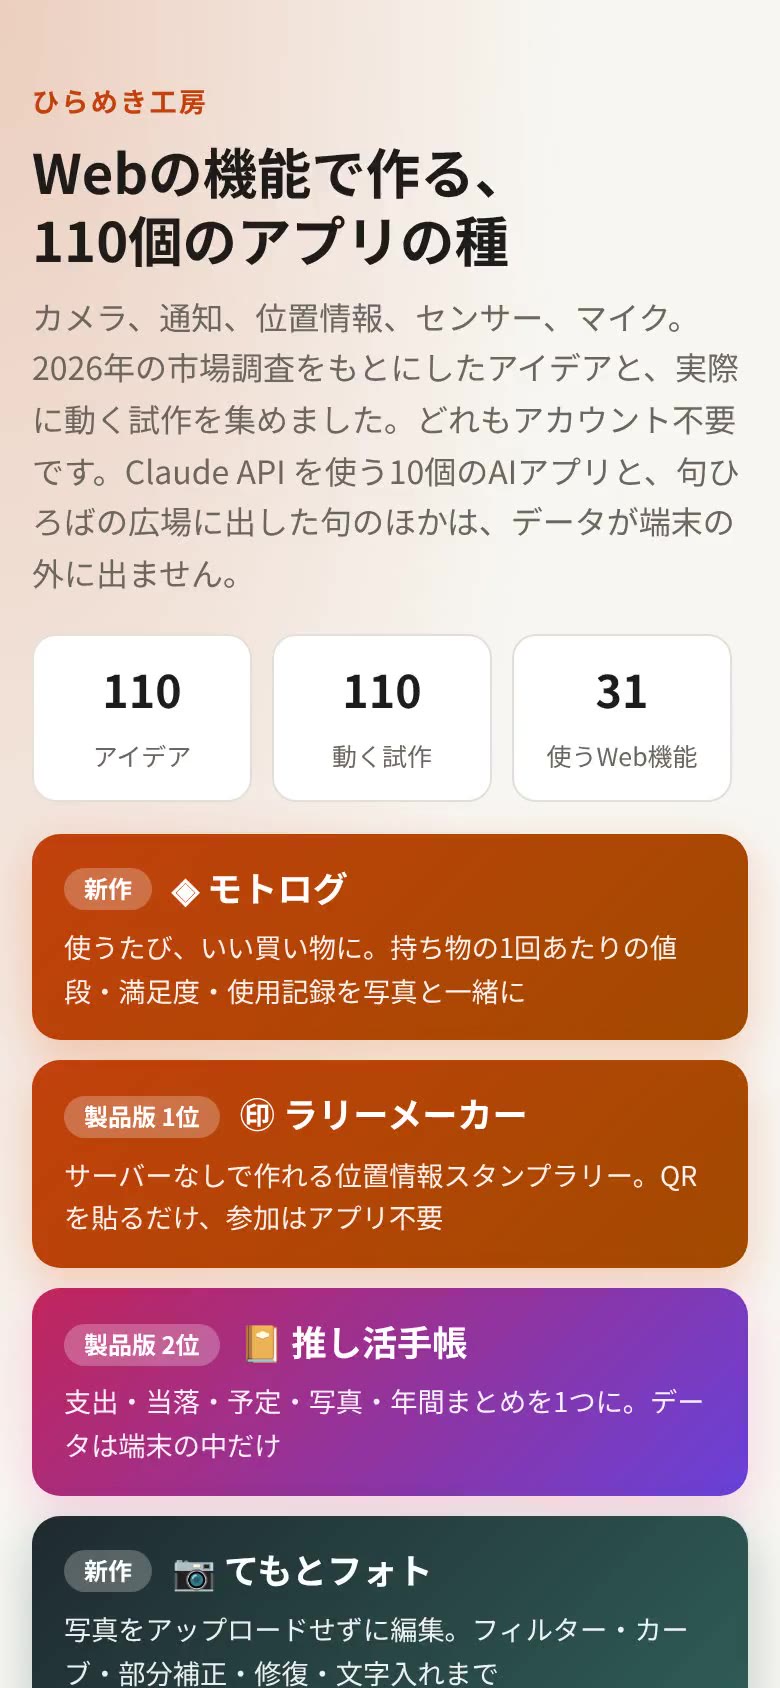 ひらめき工房
Webの機能で作る、
110個のアプリの種
カメラ、通知、位置情報、センサー、マイク。
2026年の市場調査をもとにしたアイデアと、実際
に動く試作を集めました。どれもアカウント不要
です。Claude API を使う10個のAIアプリと、句ひ
ろばの広場に出した句のほかは、データが端末の
外に出ません。
110
アイデア
110
動く試作
31
使うWeb機能
新作 ◈ モトログ
使うたび、いい買い物に。持ち物の1回あたりの値
段・満足度・使用記録を写真と一緒に
製品版 1位 ㊞ ラリーメーカー
サーバーなしで作れる位置情報スタンプラリー。QR
を貼るだけ、参加はアプリ不要
製品版 2位 📔 推し活手帳
支出・当落・予定・写真・年間まとめを1つに。デー
タは端末の中だけ
新作 📷 てもとフォト
写真をアップロードせずに編集。フィルター・カー
ブ・部分補正・修復・文字入れまで